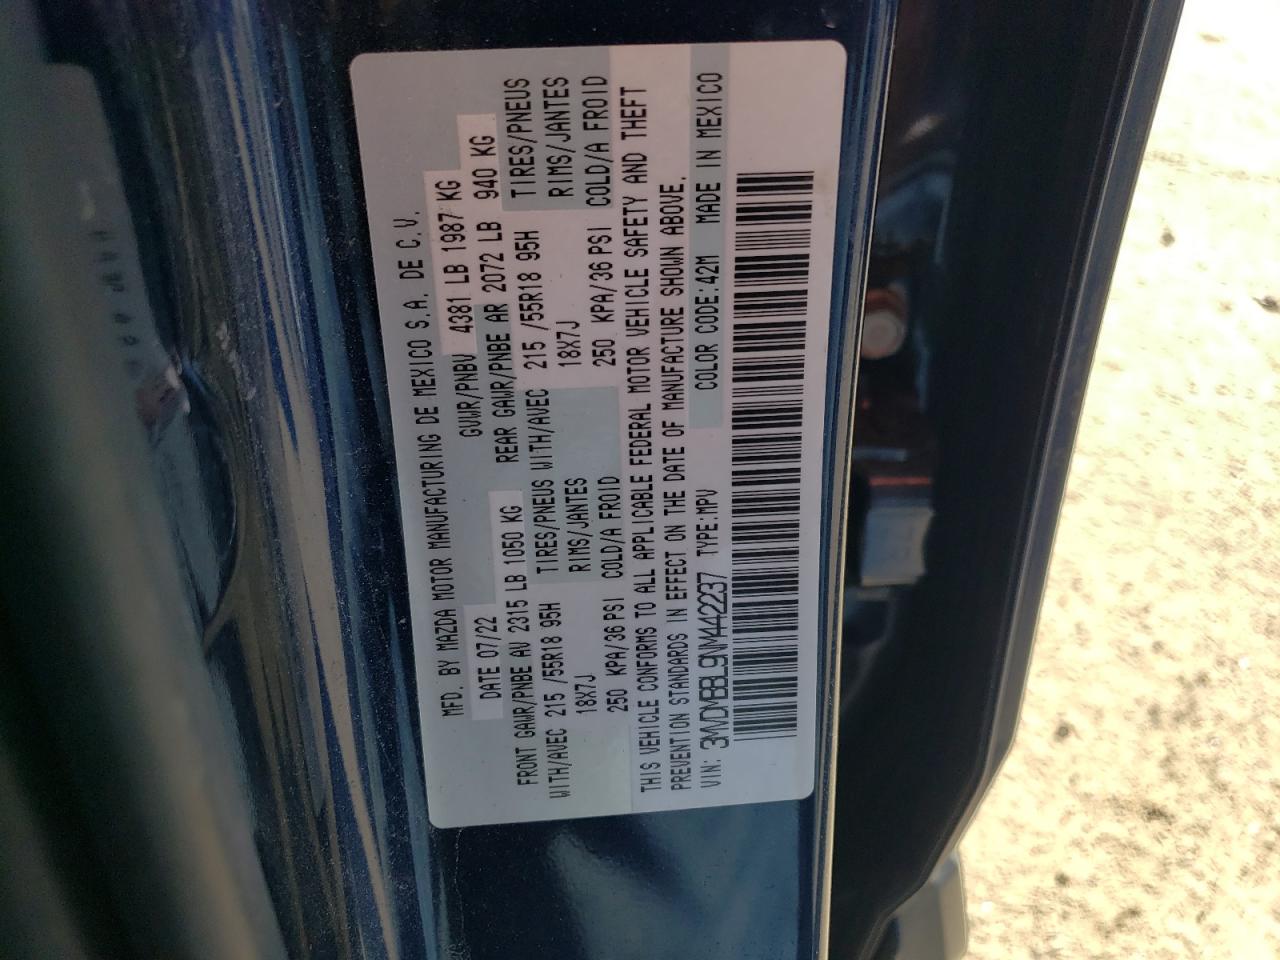 MFD. BY MAZDA MOTOR MANUFACTURING DE MEXICO S.A. DE C.V.
DATE 07/22 GVWR/PNBV 4381 LB 1987 KG
FRONT GAWR/PNBE AV 2315 LB 1050 KG REAR GAWR/PNBE AR 2072 LB 940 KG
WITH/AVEC 215 /55R18 95H TIRES/PNEUS WITH/AVEC 215 /55R18 95H TIRES/PNEUS
18X7J RIMS/JANTES 18X7J RIMS/JANTES
250 KPA/36 PSI COLD/A FROID 250 KPA/36 PSI COLD/A FROID
THIS VEHICLE CONFORMS TO ALL APPLICABLE FEDERAL MOTOR VEHICLE SAFETY AND THEFT
PREVENTION STANDARDS IN EFFECT ON THE DATE OF MANUFACTURE SHOWN ABOVE.
VIN: 3MVDMBBL9NM442237 TYPE:MPV COLOR CODE:42M MADE IN MEXICO